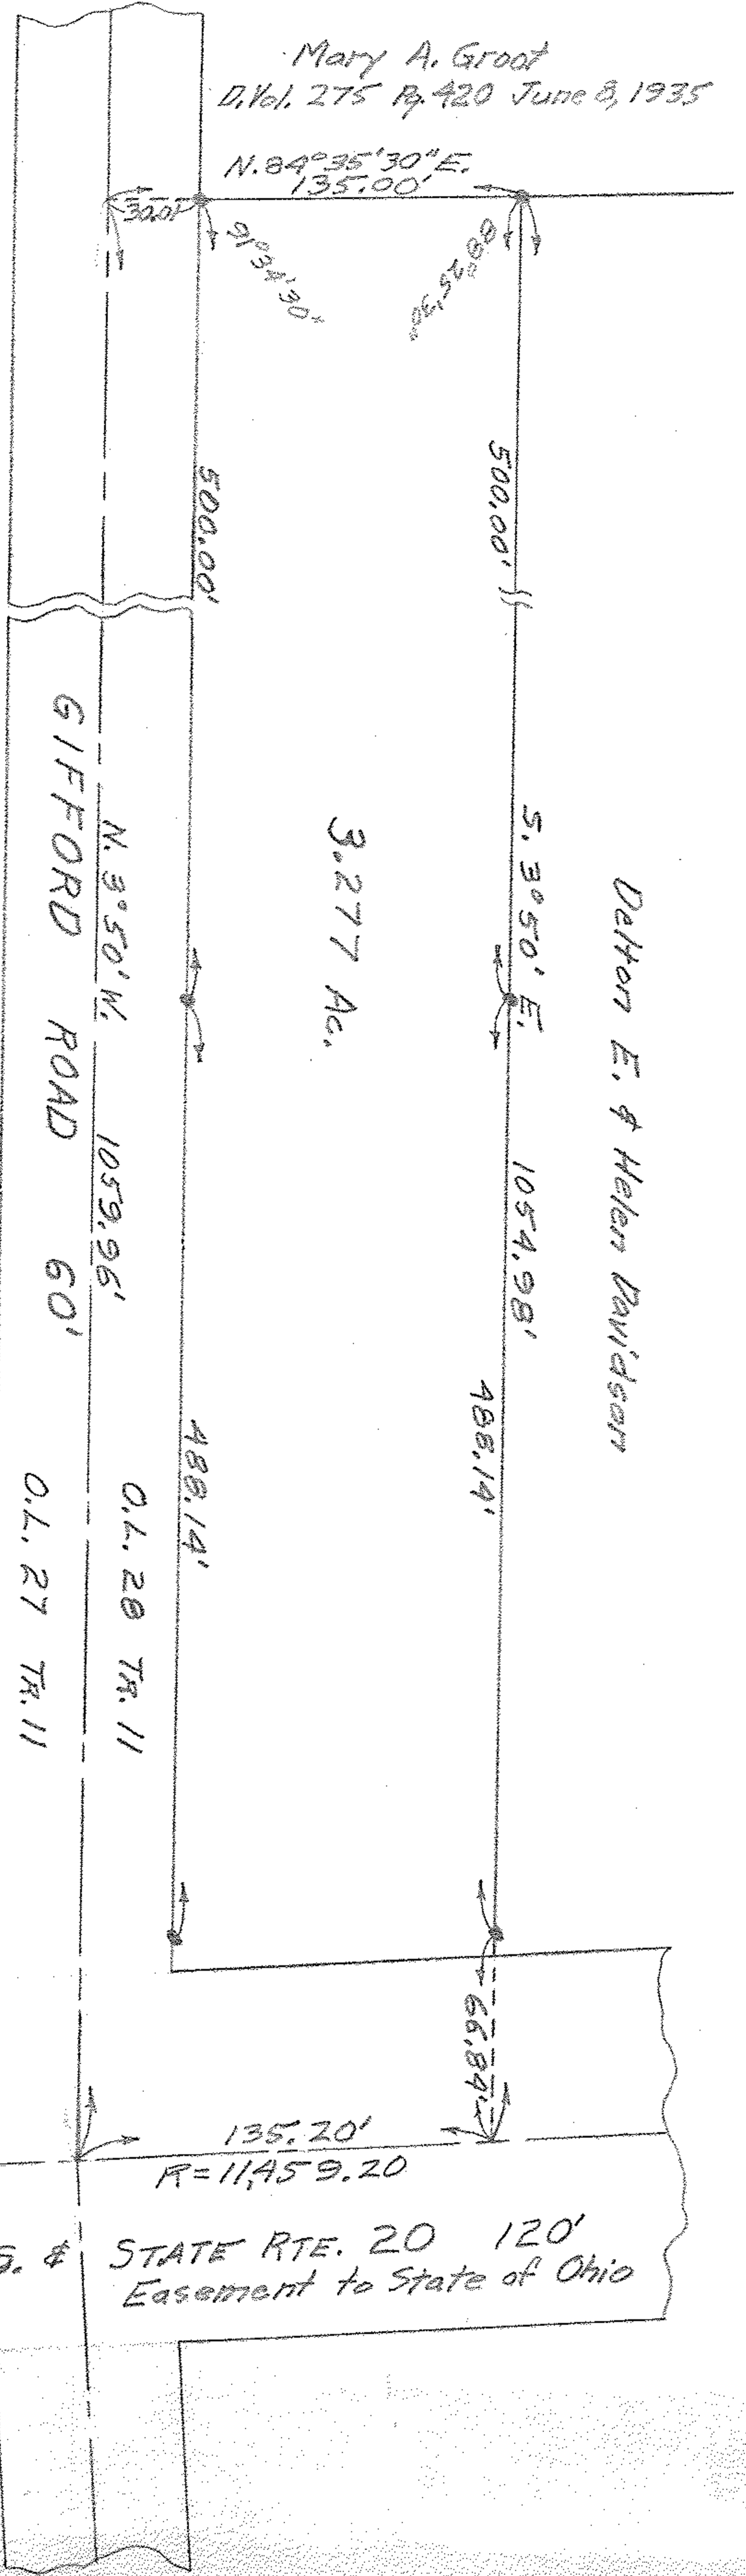 Mary A. Groot
D.Vol. 275 Pg. 420 June 8, 1935
N. 84° 35' 30" E.
135.00'
30.01'
91° 34' 30"
88° 25' 30"
500.00'
500.00'
GIFFORD ROAD 60'
N. 3° 50' W. 1059.96'
3.277 Ac.
S. 3° 50' E. 1054.98'
Delton E. & Helen Davidson
488.14'
488.14'
O.L. 28 TR. 11
O.L. 27 TR. 11
66.84'
135.20'
R=11,459.20
S. & STATE RTE. 20 120'
Easement to State of Ohio